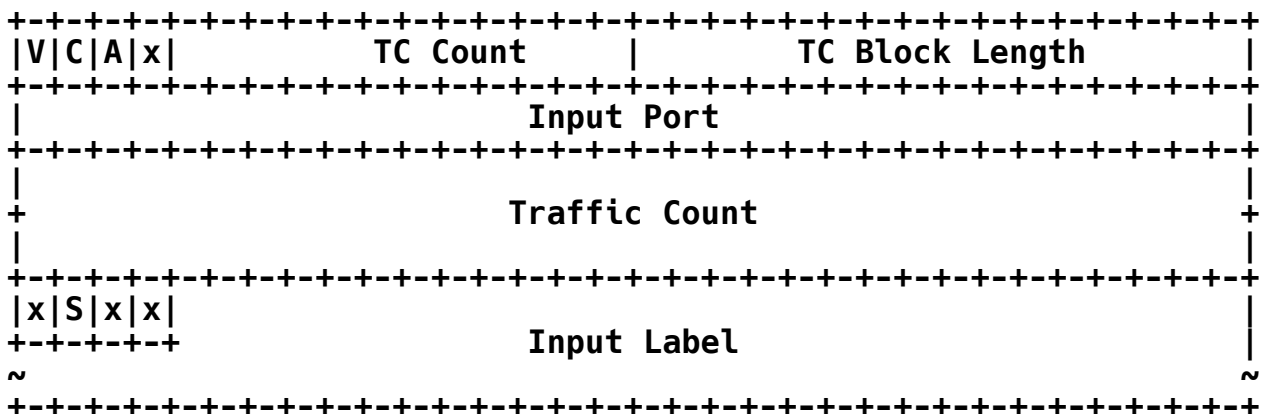 +-+-+-+-+-+-+-+-+-+-+-+-+-+-+-+-+-+-+-+-+-+-+-+-+-+-+-+-+-+-+-+-+
|V|C|A|x|          TC Count     |        TC Block Length        |
+-+-+-+-+-+-+-+-+-+-+-+-+-+-+-+-+-+-+-+-+-+-+-+-+-+-+-+-+-+-+-+-+
|                          Input Port                           |
+-+-+-+-+-+-+-+-+-+-+-+-+-+-+-+-+-+-+-+-+-+-+-+-+-+-+-+-+-+-+-+-+
|                                                               |
+                         Traffic Count                         +
|                                                               |
+-+-+-+-+-+-+-+-+-+-+-+-+-+-+-+-+-+-+-+-+-+-+-+-+-+-+-+-+-+-+-+-+
|x|S|x|x|                                                       |
+-+-+-+-+                  Input Label                          |
~                                                               ~
+-+-+-+-+-+-+-+-+-+-+-+-+-+-+-+-+-+-+-+-+-+-+-+-+-+-+-+-+-+-+-+-+